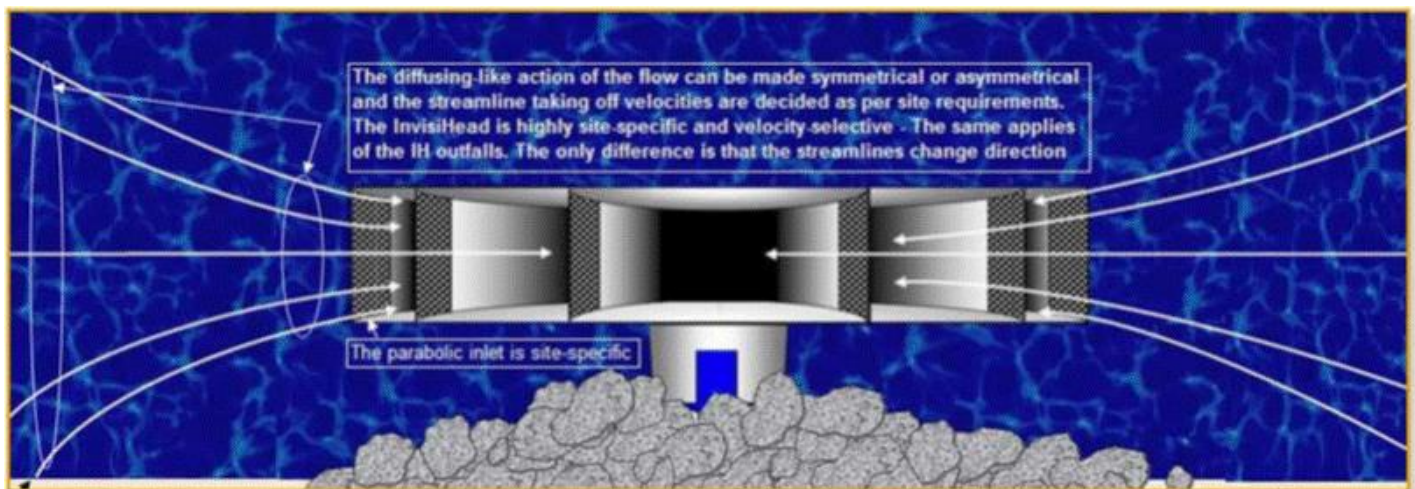 The diffusing-like action of the flow can be made symmetrical or asymmetrical
and the streamline taking off velocities are decided as per site requirements.
The InvisiHead is highly site-specific and velocity-selective - The same applies
of the IH outfalls. The only difference is that the streamlines change direction
The parabolic inlet is site-specific